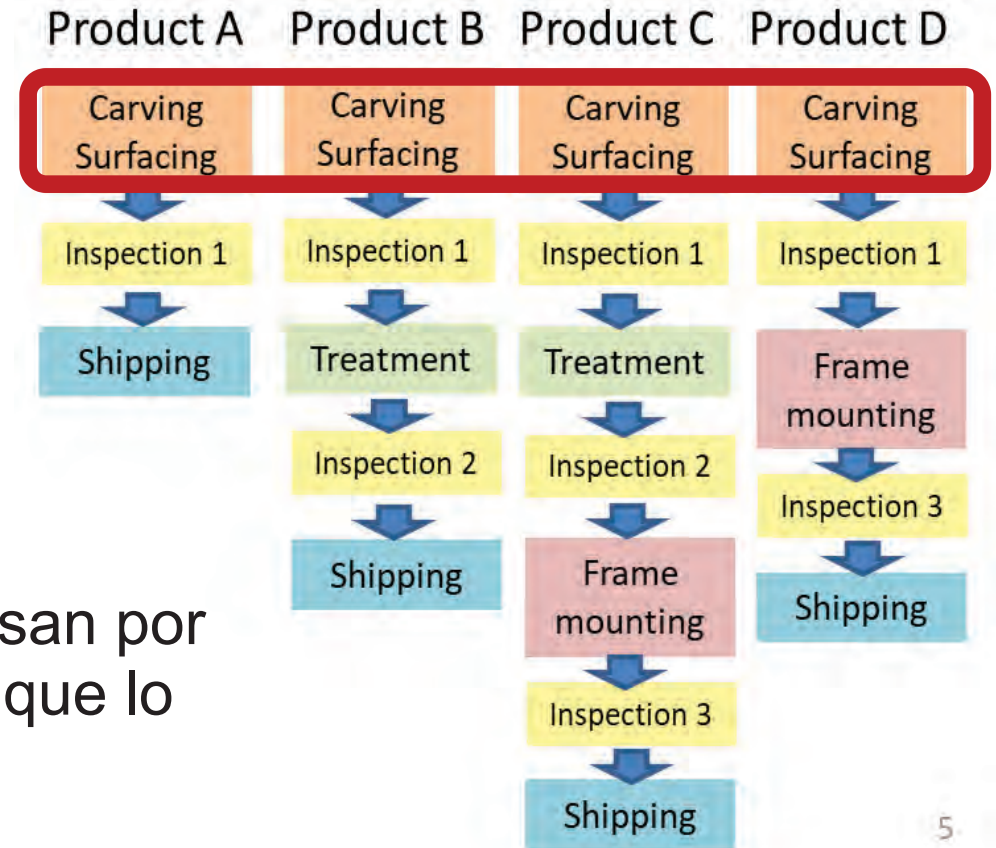 Product A
Product B
Product C
Product D
Carving
Surfacing
Inspection 1
Shipping
Carving
Surfacing
Inspection 1
Treatment
Inspection 2
Shipping
Carving
Surfacing
Inspection 1
Treatment
Inspection 2
Frame
mounting
Inspection 3
Shipping
Carving
Surfacing
Inspection 1
Frame
mounting
Inspection 3
Shipping
san por
que lo
5